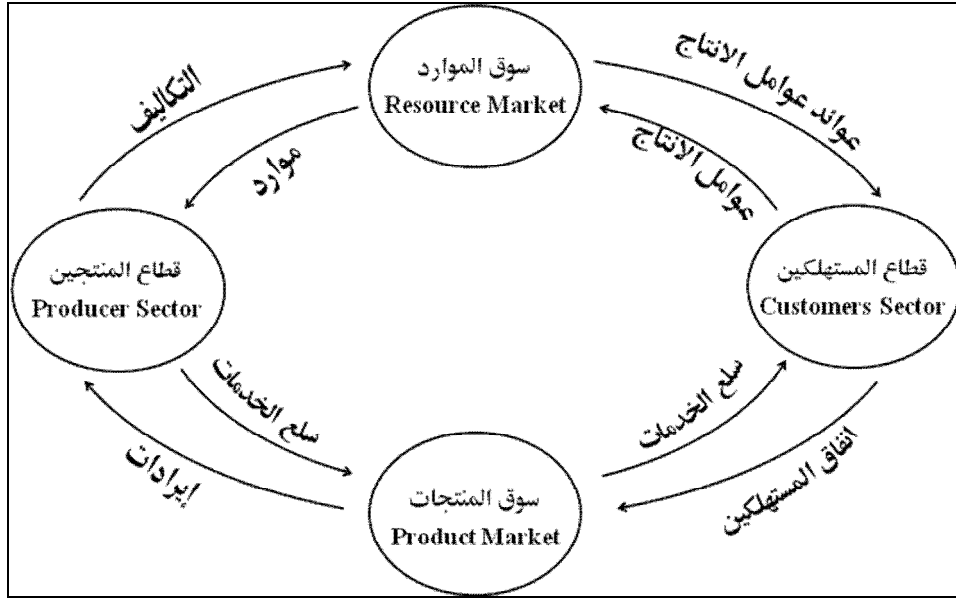 سوق الموارد
Resource Market
التكاليف
موارد
عوائد عوامل الانتاج
عوامل الانتاج
قطاع المنتجين
Producer Sector
قطاع المستهلكين
Customers Sector
سلع الخدمات
إيرادات
سلع الخدمات
انفاق المستهلكين
سوق المنتجات
Product Market